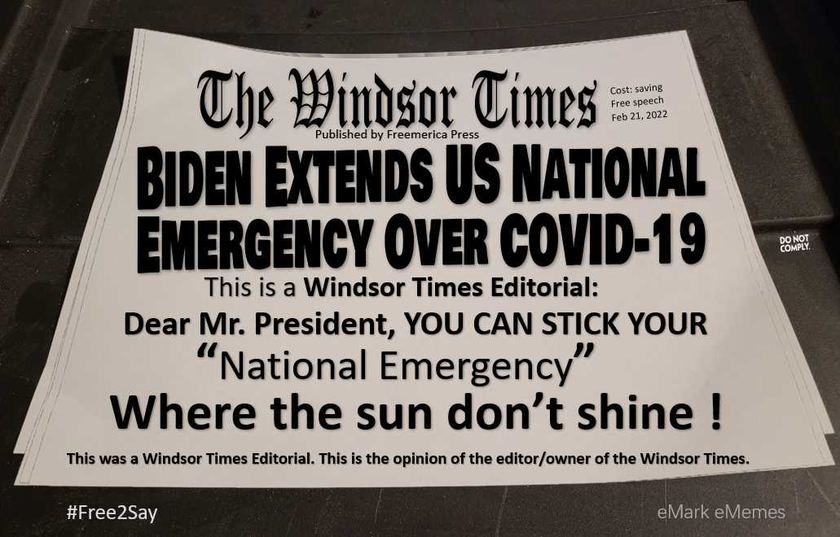 The Windsor Times
Cost: saving
Free speech
Feb 21, 2022
Published by Freemerica Press
BIDEN EXTENDS US NATIONAL
EMERGENCY OVER COVID-19
This is a Windsor Times Editorial:
Dear Mr. President, YOU CAN STICK YOUR
“National Emergency”
Where the sun don’t shine !
This was a Windsor Times Editorial. This is the opinion of the editor/owner of the Windsor Times.
DO NOT
COMPLY.
#Free2Say
eMark eMemes